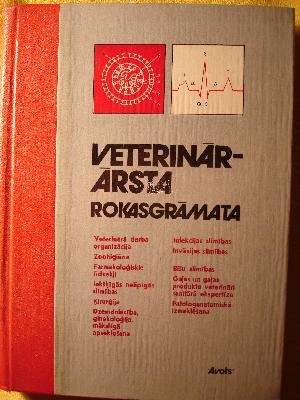 VETERINĀR-
ĀRSTA
ROKASGRĀMATA
Veterinārā darba
organizācija
Zoohigiēna
Farmakoloģiskie
līdzekļi
Iekšķīgās nelipīgās
slimības
Ķirurģija
Dzemdniecība,
ginekoloģija,
mākslīgā
apsēklošana
Infekcijas slimības
Invāzijas slimības
Bišu slimības
Gaļas un gaļas
produktu veterināri
sanitārā ekspertīze
Patologanatomiskā
izmeklēšana
Avots